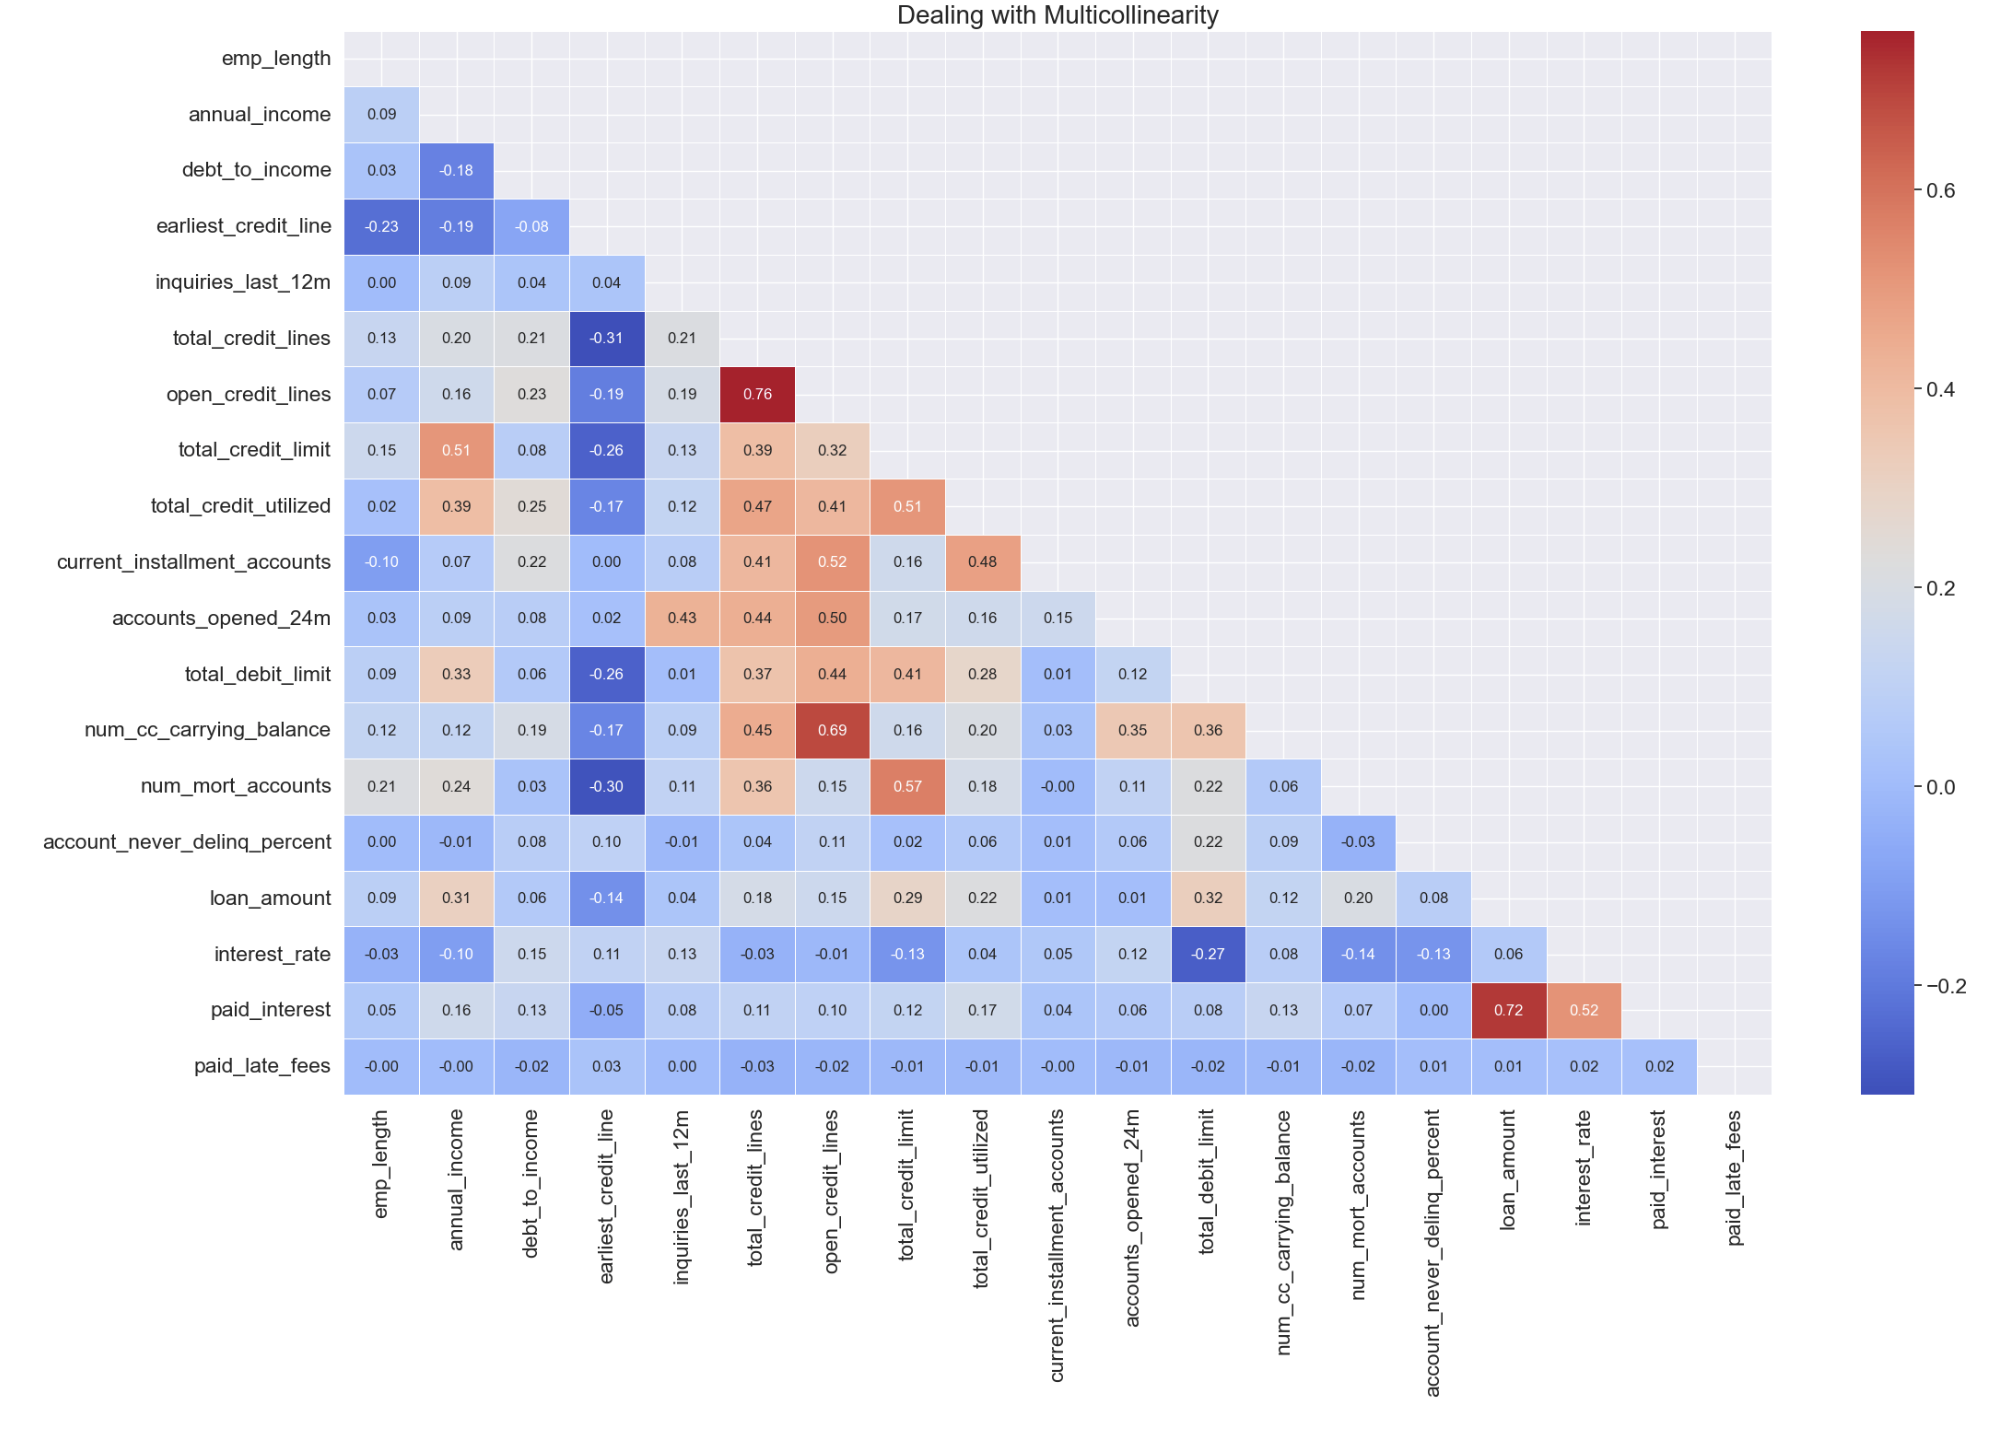 Dealing with Multicollinearity
emp_length
annual_income 0.09
debt_to_income 0.03 -0.18
earliest_credit_line -0.23 -0.19 -0.08
inquiries_last_12m 0.00 0.09 0.04 0.04
total_credit_lines 0.13 0.20 0.21 -0.31 0.21
open_credit_lines 0.07 0.16 0.23 -0.19 0.19 0.76
total_credit_limit 0.15 0.51 0.08 -0.26 0.13 0.39 0.32
total_credit_utilized 0.02 0.39 0.25 -0.17 0.12 0.47 0.41 0.51
current_installment_accounts -0.10 0.07 0.22 0.00 0.08 0.41 0.52 0.16 0.48
accounts_opened_24m 0.03 0.09 0.08 0.02 0.43 0.44 0.50 0.17 0.16 0.15
total_debit_limit 0.09 0.33 0.06 -0.26 0.01 0.37 0.44 0.41 0.28 0.01 0.12
num_cc_carrying_balance 0.12 0.12 0.19 -0.17 0.09 0.45 0.69 0.16 0.20 0.03 0.35 0.36
num_mort_accounts 0.21 0.24 0.03 -0.30 0.11 0.36 0.15 0.57 0.18 -0.00 0.11 0.22 0.06
account_never_delinq_percent 0.00 -0.01 0.08 0.10 -0.01 0.04 0.11 0.02 0.06 0.01 0.06 0.22 0.09 -0.03
loan_amount 0.09 0.31 0.06 -0.14 0.04 0.18 0.15 0.29 0.22 0.01 0.01 0.32 0.12 0.20 0.08
interest_rate -0.03 -0.10 0.15 0.11 0.13 -0.03 -0.01 -0.13 0.04 0.05 0.12 -0.27 0.08 -0.14 -0.13 0.06
paid_interest 0.05 0.16 0.13 -0.05 0.08 0.11 0.10 0.12 0.17 0.04 0.06 0.08 0.13 0.07 0.00 0.72 0.52
paid_late_fees -0.00 -0.00 -0.02 0.03 0.00 -0.03 -0.02 -0.01 -0.01 -0.00 -0.01 -0.02 -0.01 -0.02 0.01 0.01 0.02 0.02
emp_length
annual_income
debt_to_income
earliest_credit_line
inquiries_last_12m
total_credit_lines
open_credit_lines
total_credit_limit
total_credit_utilized
current_installment_accounts
accounts_opened_24m
total_debit_limit
num_cc_carrying_balance
num_mort_accounts
account_never_delinq_percent
loan_amount
interest_rate
paid_interest
paid_late_fees
0.6
0.4
0.2
0.0
−0.2